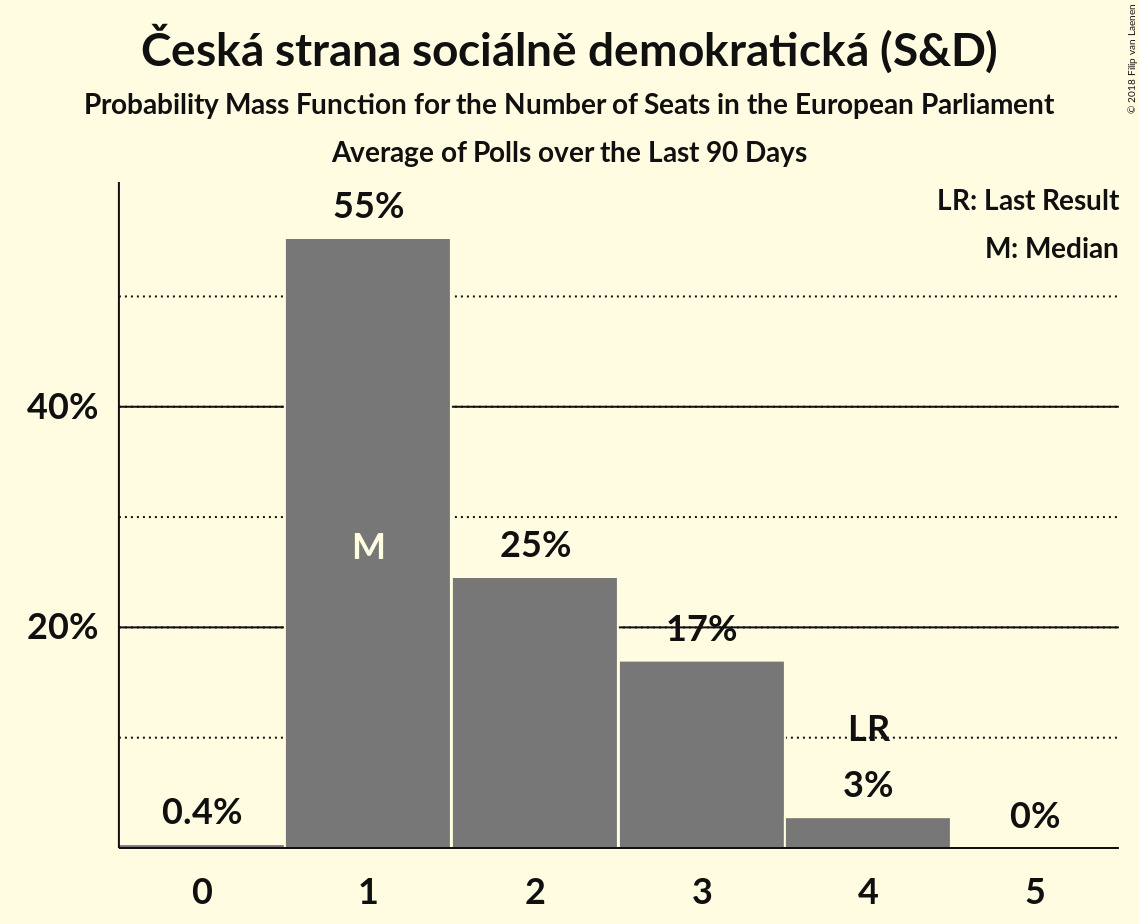 Česká strana sociálně demokratická (S&D)
Probability Mass Function for the Number of Seats in the European Parliament
Average of Polls over the Last 90 Days
© 2018 Filip van Laenen
LR: Last Result
M: Median
55%
40%
M
25%
20%
17%
LR
3%
0.4%
0%
0 1 2 3 4 5